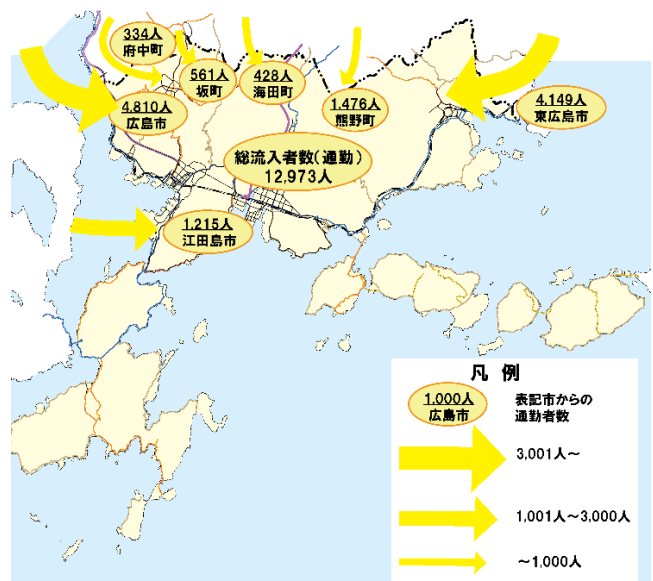 334人
府中町
561人
坂町
428人
海田町
4.810人
広島市
1.476人
熊野町
4.149人
東広島市
総流入者数(通勤)
12,973人
1.215人
江田島市
凡 例
1.000人
広島市
表記市からの
通勤者数
3,001人～
1,001人～3,000人
～1,000人